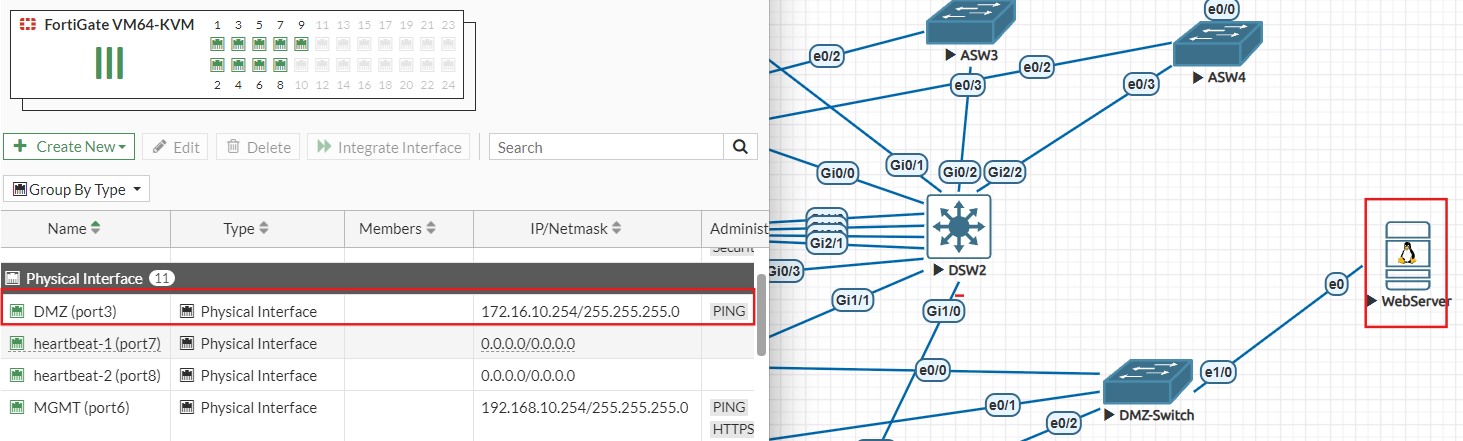 FortiGate VM64-KVM
1 3 5 7 9 11 13 15 17 19 21 23
2 4 6 8 10 12 14 16 18 20 22 24
Create New
Edit
Delete
Integrate Interface
Search
Group By Type
Name Type Members IP/Netmask Administ
Physical Interface 11
DMZ (port3) Physical Interface 172.16.10.254/255.255.255.0 PING
heartbeat-1 (port7) Physical Interface 0.0.0.0/0.0.0.0
heartbeat-2 (port8) Physical Interface 0.0.0.0/0.0.0.0
MGMT (port6) Physical Interface 192.168.10.254/255.255.255.0 PING
HTTPS
e0/0
e0/2
ASW3
e0/2
ASW4
e0/3
e0/3
Gi0/0
Gi0/1
Gi0/2
Gi2/2
Gi2/1
Gi0/3
DSW2
Gi1/1
Gi1/0
e0
WebServer
e0/0
e1/0
e0/1
DMZ-Switch
e0/2